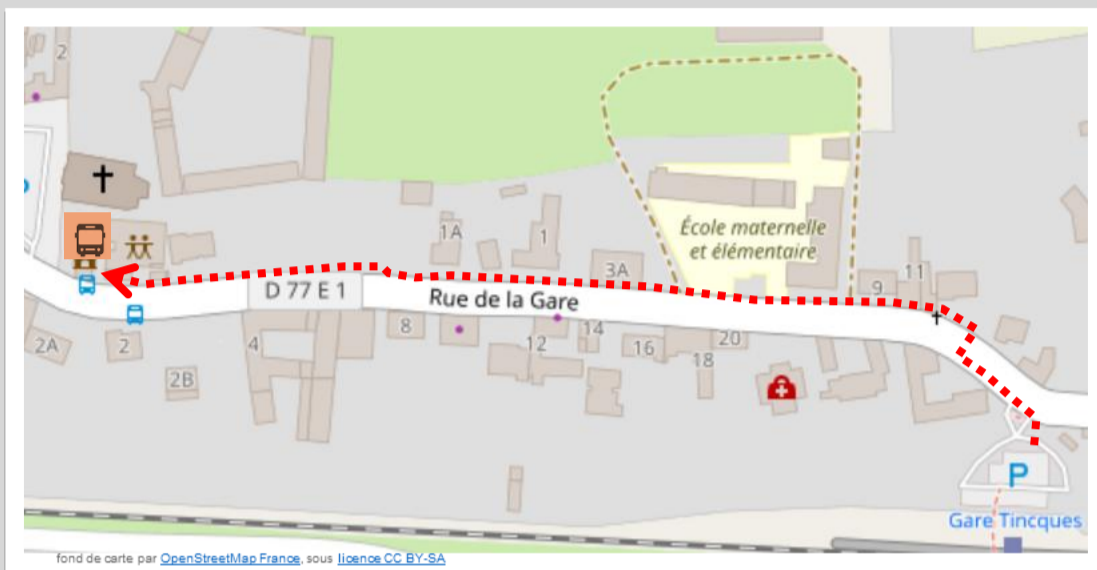 2
1A
1
École maternelle
et élémentaire
3A
9
11
D 77 E 1
Rue de la Gare
2A
2
2B
4
8
12
14
16
18
20
P
Gare Tincques
fond de carte par OpenStreetMap France, sous licence CC BY-SA